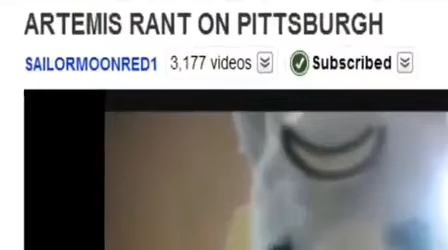 ARTEMIS RANT ON PITTSBURGH
SAILORMOONRED1 3,177 videos Subscribed